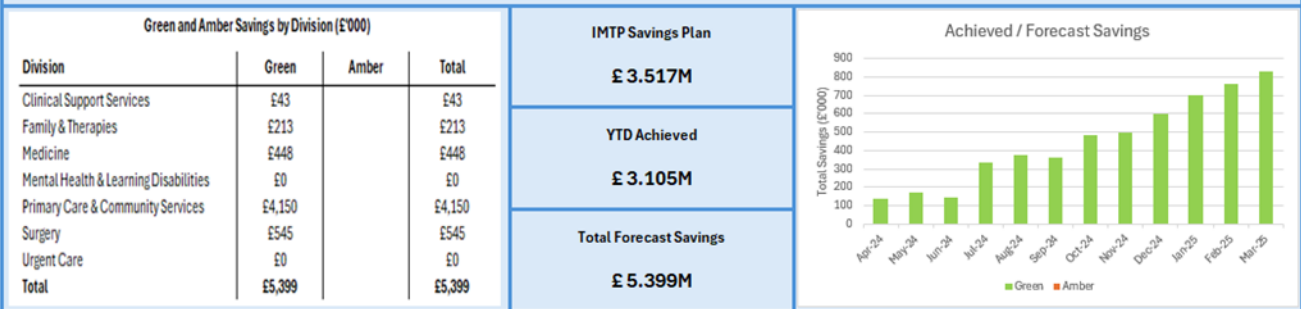 Green and Amber Savings by Division (£'000)
Division Green Amber Total
Clinical Support Services £43 £43
Family & Therapies £213 £213
Medicine £448 £448
Mental Health & Learning Disabilities £0 £0
Primary Care & Community Services £4,150 £4,150
Surgery £545 £545
Urgent Care £0 £0
Total £5,399 £5,399
IMTP Savings Plan
£ 3.517M
YTD Achieved
£ 3.105M
Total Forecast Savings
£ 5.399M
Achieved / Forecast Savings
Total Savings (£'000)
900
800
700
600
500
400
300
200
100
0
Apr-24 May-24 Jun-24 Jul-24 Aug-24 Sep-24 Oct-24 Nov-24 Dec-24 Jan-25 Feb-25 Mar-25
Green Amber